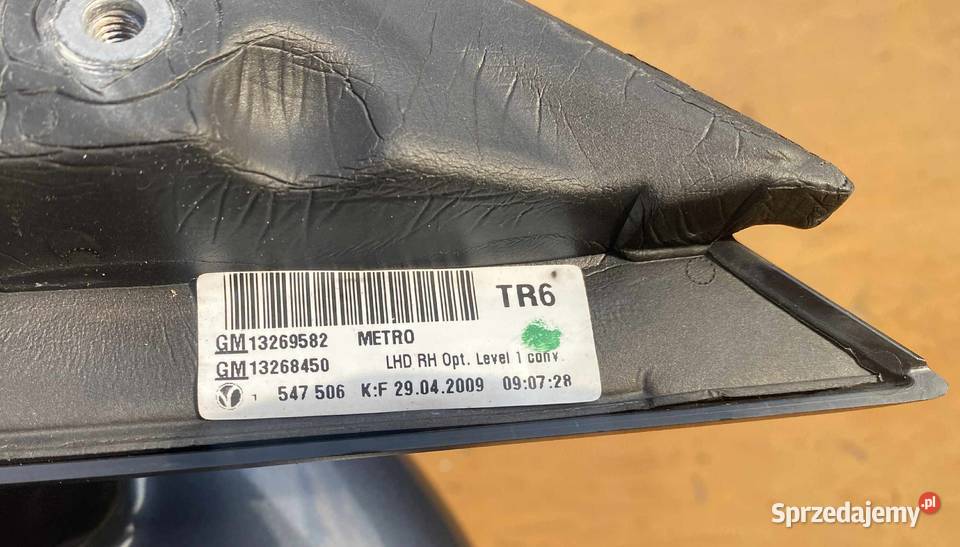 TR6
GM13269582 METRO
GM13268450 LHD RH Opt. Level 1 conv.
1 547 506 K:F 29.04.2009 09:07:28
Sprzedajemy.pl